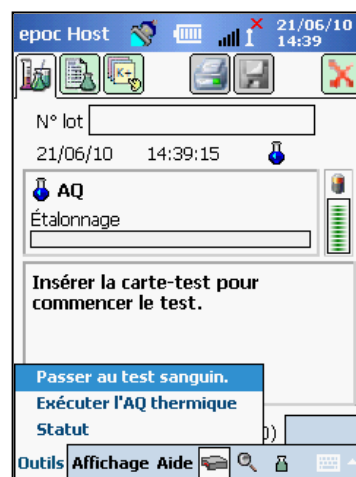 epoc Host 21/06/10
14:39
K+
N° lot
21/06/10 14:39:15
AQ
Étalonnage
Insérer la carte-test pour
commencer le test.
Passer au test sanguin.
Exécuter l'AQ thermique
Statut
0)
Outils Affichage Aide